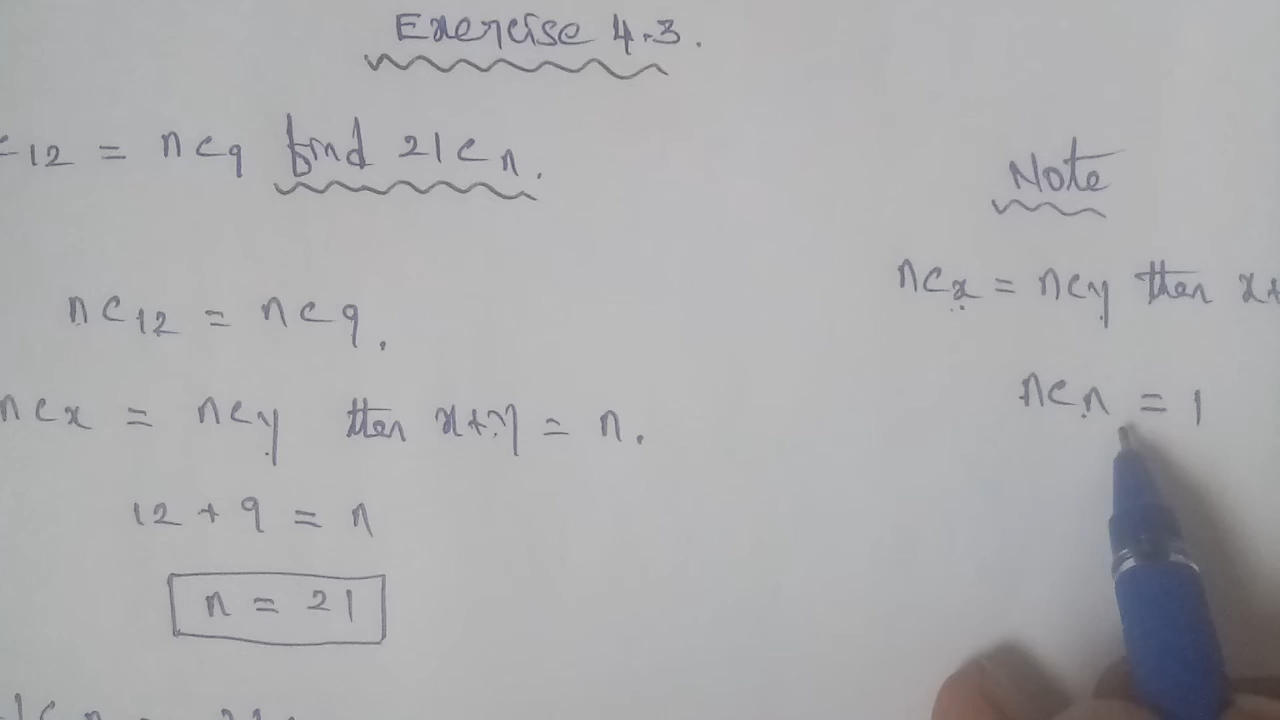 Exercise 4.3.
c12 = nc9 find 21cn.
Note
ncx = ncy then x+
nc12 = nc9.
ncn = 1
ncx = ncy then x+y = n.
12 + 9 = n
n = 21